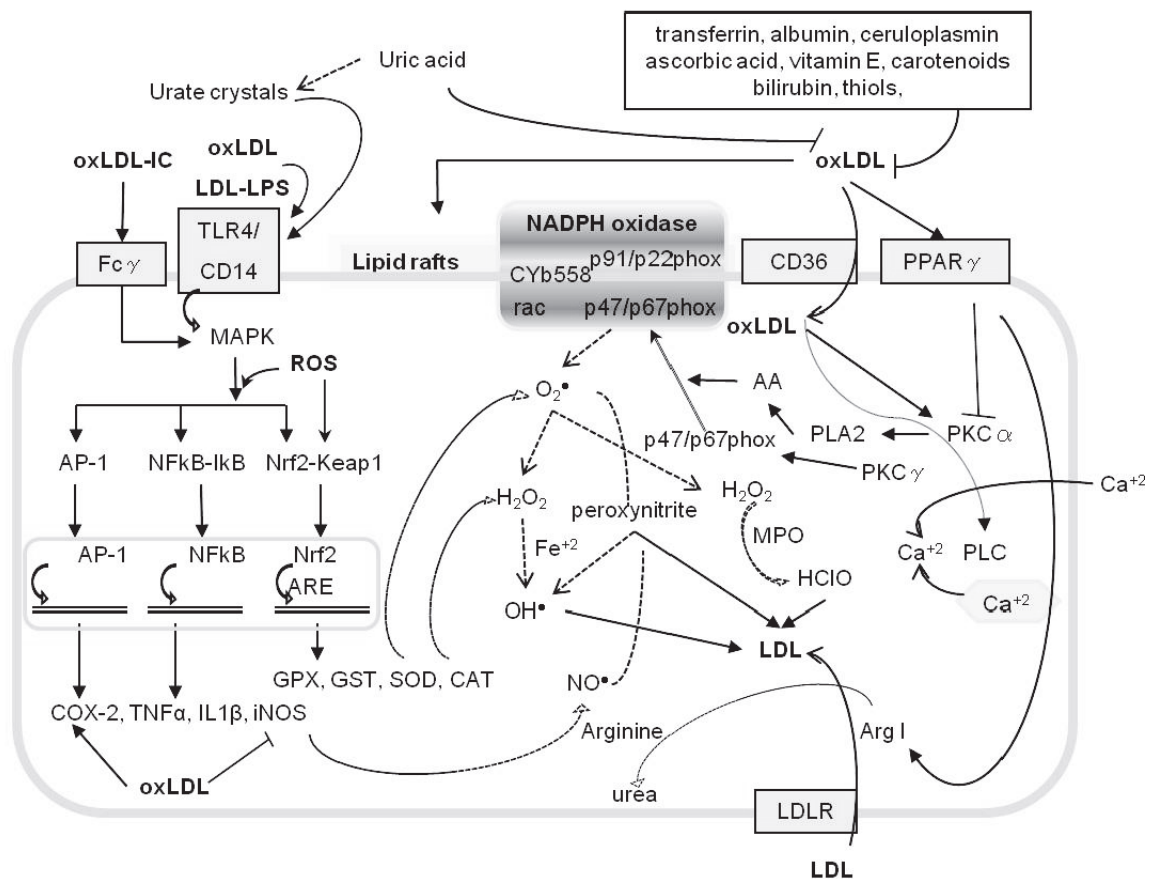 transferrin, albumin, ceruloplasmin
ascorbic acid, vitamin E, carotenoids
bilirubin, thiols,
Uric acid
Urate crystals
oxLDL-IC
oxLDL
LDL-LPS
oxLDL
TLR4/
CD14
Fc γ
Lipid rafts
NADPH oxidase
p91/p22phox
CYb558
rac
p47/p67phox
CD36
PPAR γ
oxLDL
MAPK
ROS
O2•
AA
p47/p67phox
PLA2
PKC α
PKC γ
AP-1
NFkB-IkB
Nrf2-Keap1
H2O2
H2O2
Ca+2
peroxynitrite
MPO
Fe+2
Ca+2
PLC
AP-1
NFkB
Nrf2
ARE
HClO
Ca+2
OH•
LDL
GPX, GST, SOD, CAT
NO•
COX-2, TNFα, IL1β, iNOS
Arginine
Arg I
oxLDL
urea
LDLR
LDL